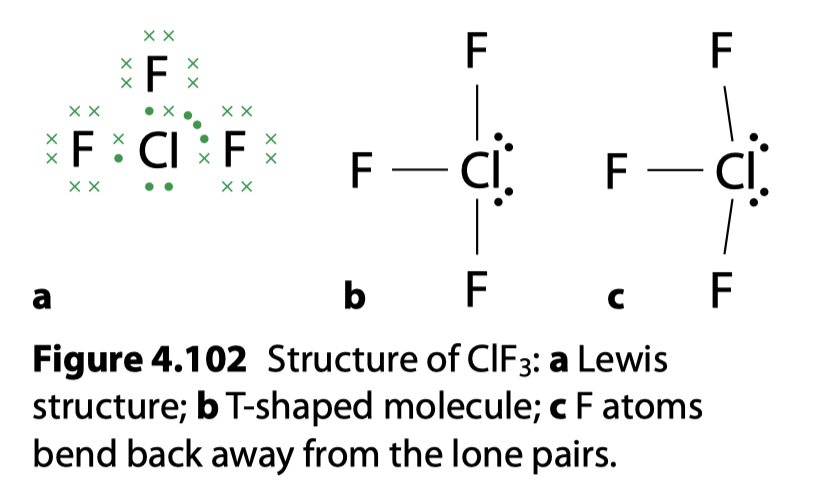 F
F Cl F
a
F
F Cl
F
b
F
F Cl
F
c
Figure 4.102 Structure of ClF₃: a Lewis
structure; b T-shaped molecule; c F atoms
bend back away from the lone pairs.